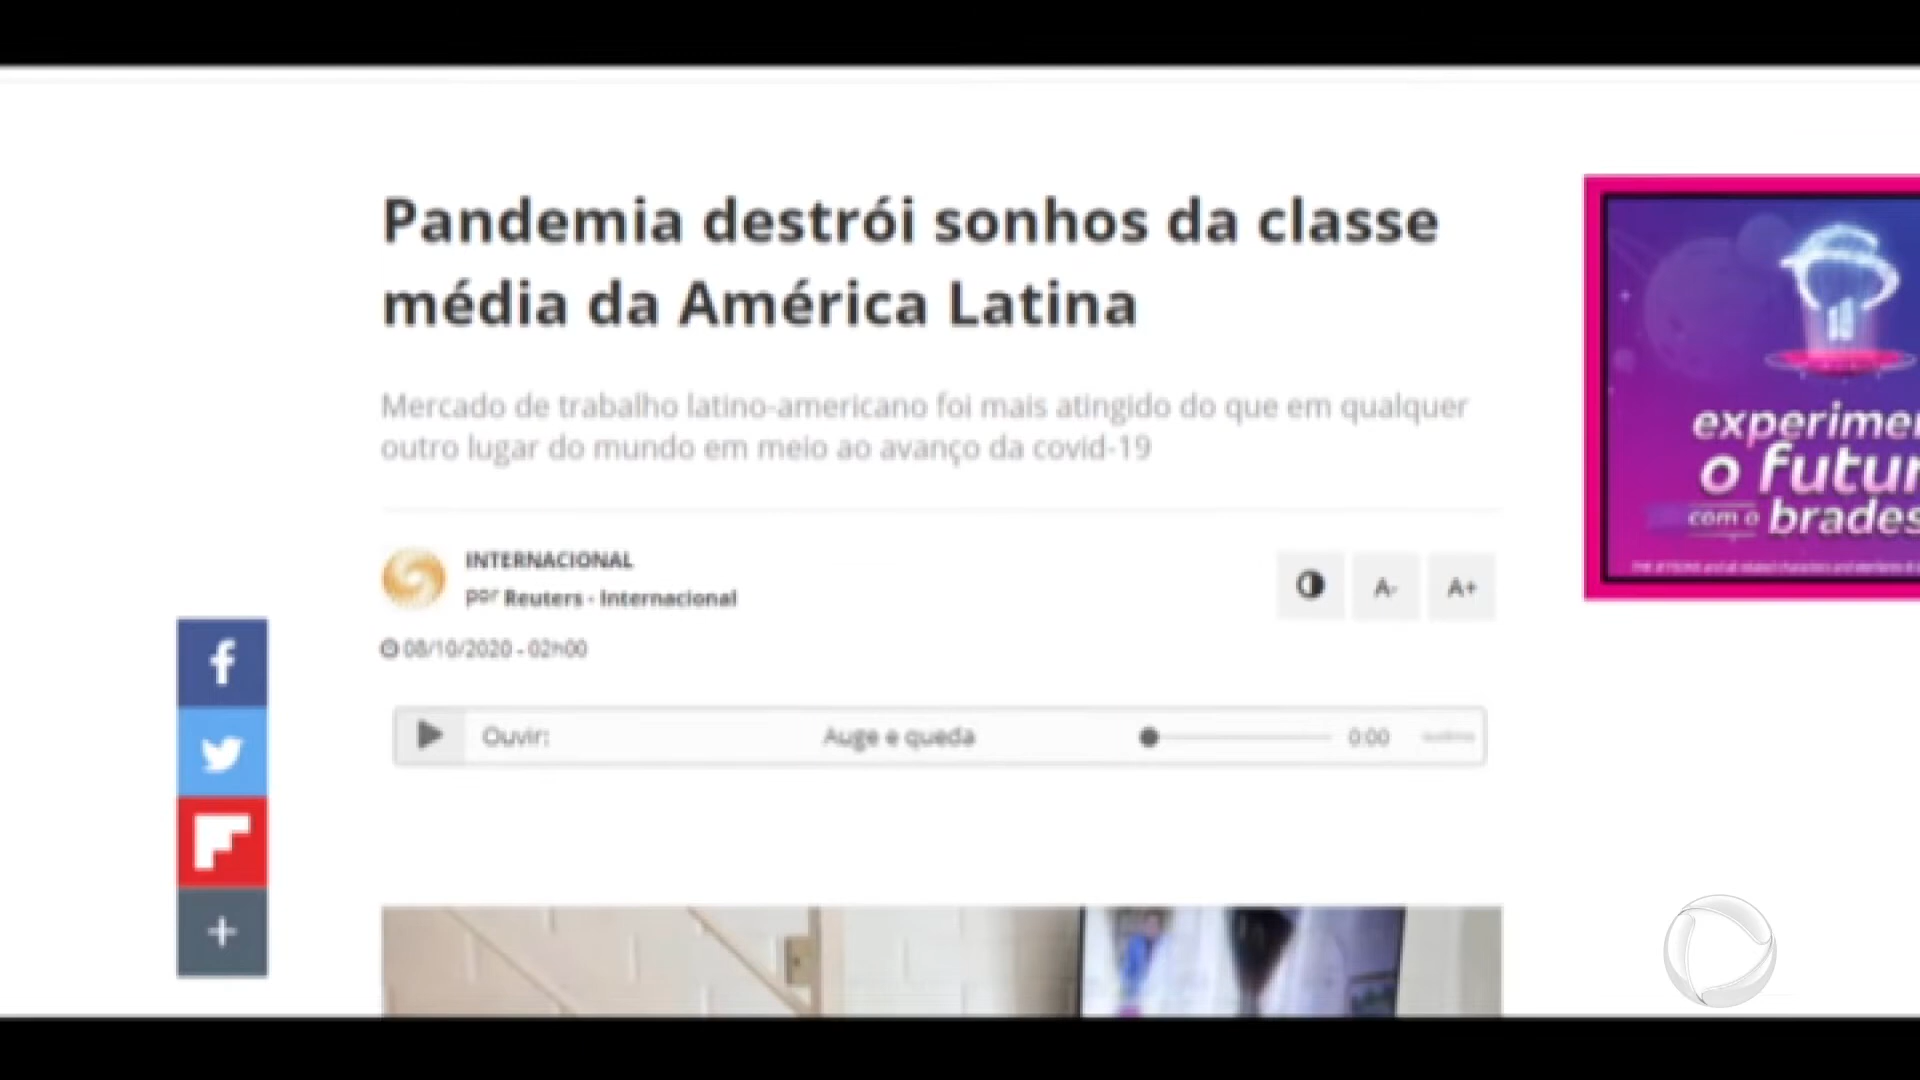 Pandemia destrói sonhos da classe
média da América Latina
Mercado de trabalho latino-americano foi mais atingido do que em qualquer
outro lugar do mundo em meio ao avanço da covid-19
INTERNACIONAL
por Reuters - Internacional
A- A+
08/10/2020 - 02h00
Ouvir: Auge e queda 0:00
experimen
o futur
com o brades